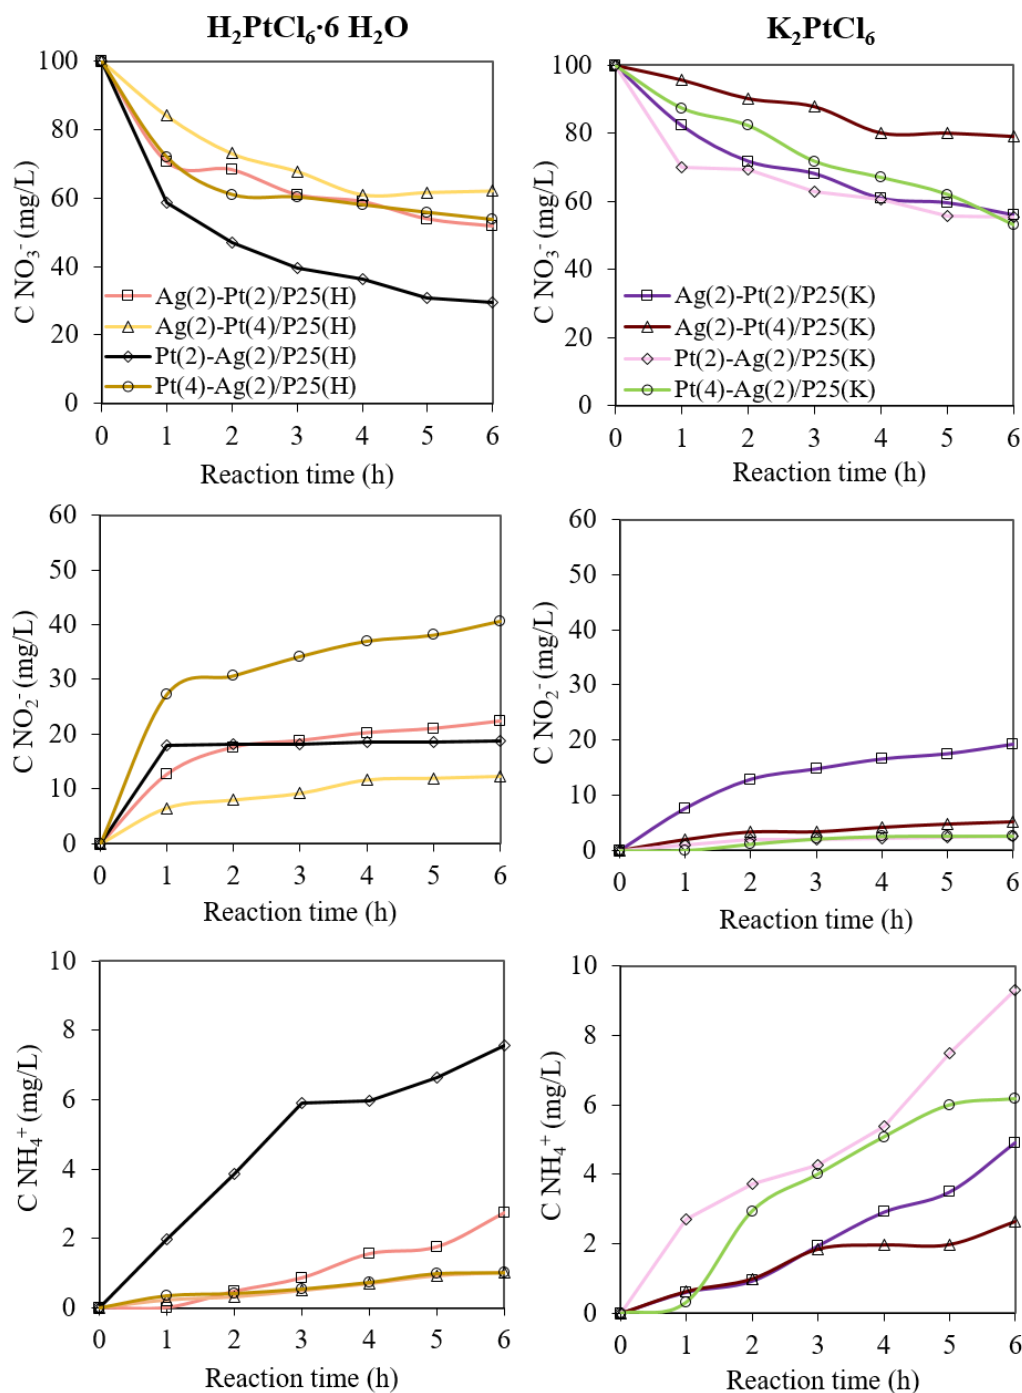 H₂PtCl₆·6 H₂O
K₂PtCl₆
C NO₃⁻ (mg/L)
100
80
60
40
20
0
Ag(2)-Pt(2)/P25(H)
Ag(2)-Pt(4)/P25(H)
Pt(2)-Ag(2)/P25(H)
Pt(4)-Ag(2)/P25(H)
0 1 2 3 4 5 6
Reaction time (h)
C NO₃⁻ (mg/L)
100
80
60
40
20
0
Ag(2)-Pt(2)/P25(K)
Ag(2)-Pt(4)/P25(K)
Pt(2)-Ag(2)/P25(K)
Pt(4)-Ag(2)/P25(K)
0 1 2 3 4 5 6
Reaction time (h)
C NO₂⁻ (mg/L)
60
50
40
30
20
10
0
0 1 2 3 4 5 6
Reaction time (h)
C NO₂⁻ (mg/L)
60
50
40
30
20
10
0
0 1 2 3 4 5 6
Reaction time (h)
C NH₄⁺ (mg/L)
10
8
6
4
2
0
0 1 2 3 4 5 6
Reaction time (h)
C NH₄⁺ (mg/L)
10
8
6
4
2
0
0 1 2 3 4 5 6
Reaction time (h)